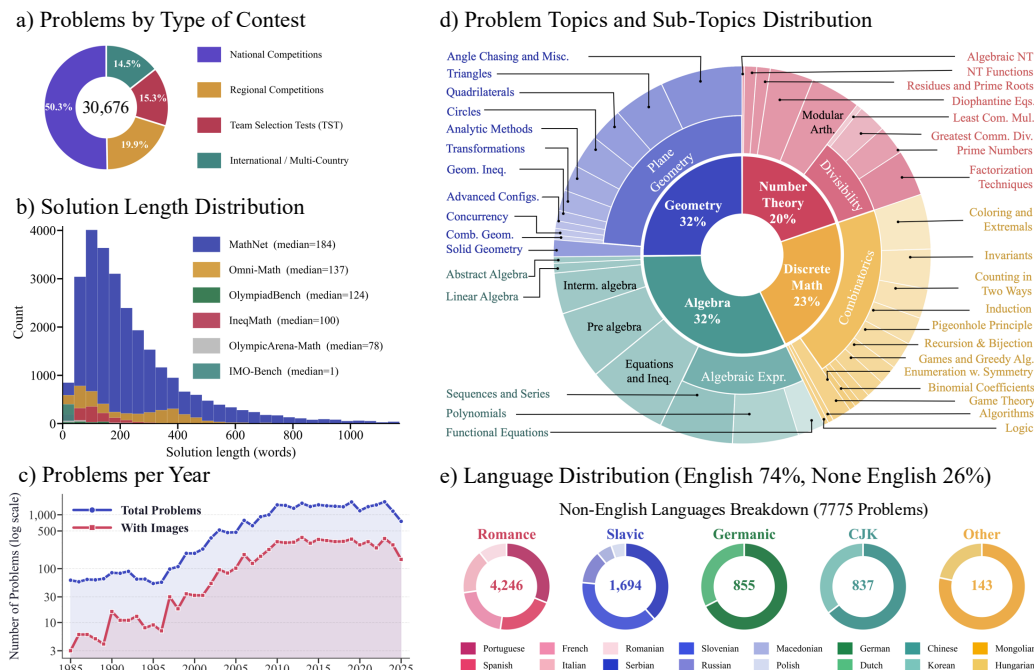 a) Problems by Type of Contest
14.5%
50.3%
30,676
15.3%
19.9%
National Competitions
Regional Competitions
Team Selection Tests (TST)
International / Multi-Country
b) Solution Length Distribution
4000
3000
2000
1000
0
Count
0
200
400
600
800
1000
Solution length (words)
MathNet (median=184)
Omni-Math (median=137)
OlympiadBench (median=124)
IneqMath (median=100)
OlympicArena-Math (median=78)
IMO-Bench (median=1)
c) Problems per Year
Number of Problems (log scale)
1,000
500
100
30
10
3
Total Problems
With Images
1985
1990
1995
2000
2005
2010
2015
2020
2025
d) Problem Topics and Sub-Topics Distribution
Angle Chasing and Misc.
Triangles
Quadrilaterals
Circles
Analytic Methods
Transformations
Geom. Ineq.
Advanced Configs.
Concurrency
Comb. Geom.
Solid Geometry
Abstract Algebra
Linear Algebra
Sequences and Series
Polynomials
Functional Equations
Plane
Geometry
Geometry
32%
Number
Theory
20%
Discrete
Math
23%
Algebra
32%
Modular
Arth.
Divisibility
Combinatorics
Interm. algebra
Pre algebra
Equations
and Ineq.
Algebraic Expr.
Algebraic NT
NT Functions
Residues and Prime Roots
Diophantine Eqs.
Least Com. Mul.
Greatest Comm. Div.
Prime Numbers
Factorization
Techniques
Coloring and
Extremals
Invariants
Counting in
Two Ways
Induction
Pigeonhole Principle
Recursion & Bijection
Games and Greedy Alg.
Enumeration w. Symmetry
Binomial Coefficients
Game Theory
Algorithms
Logic
e) Language Distribution (English 74%, None English 26%)
Non-English Languages Breakdown (7775 Problems)
Romance
4,246
Slavic
1,694
Germanic
855
CJK
837
Other
143
Portuguese
French
Romanian
Slovenian
Macedonian
German
Chinese
Mongolian
Spanish
Italian
Serbian
Russian
Polish
Dutch
Korean
Hungarian